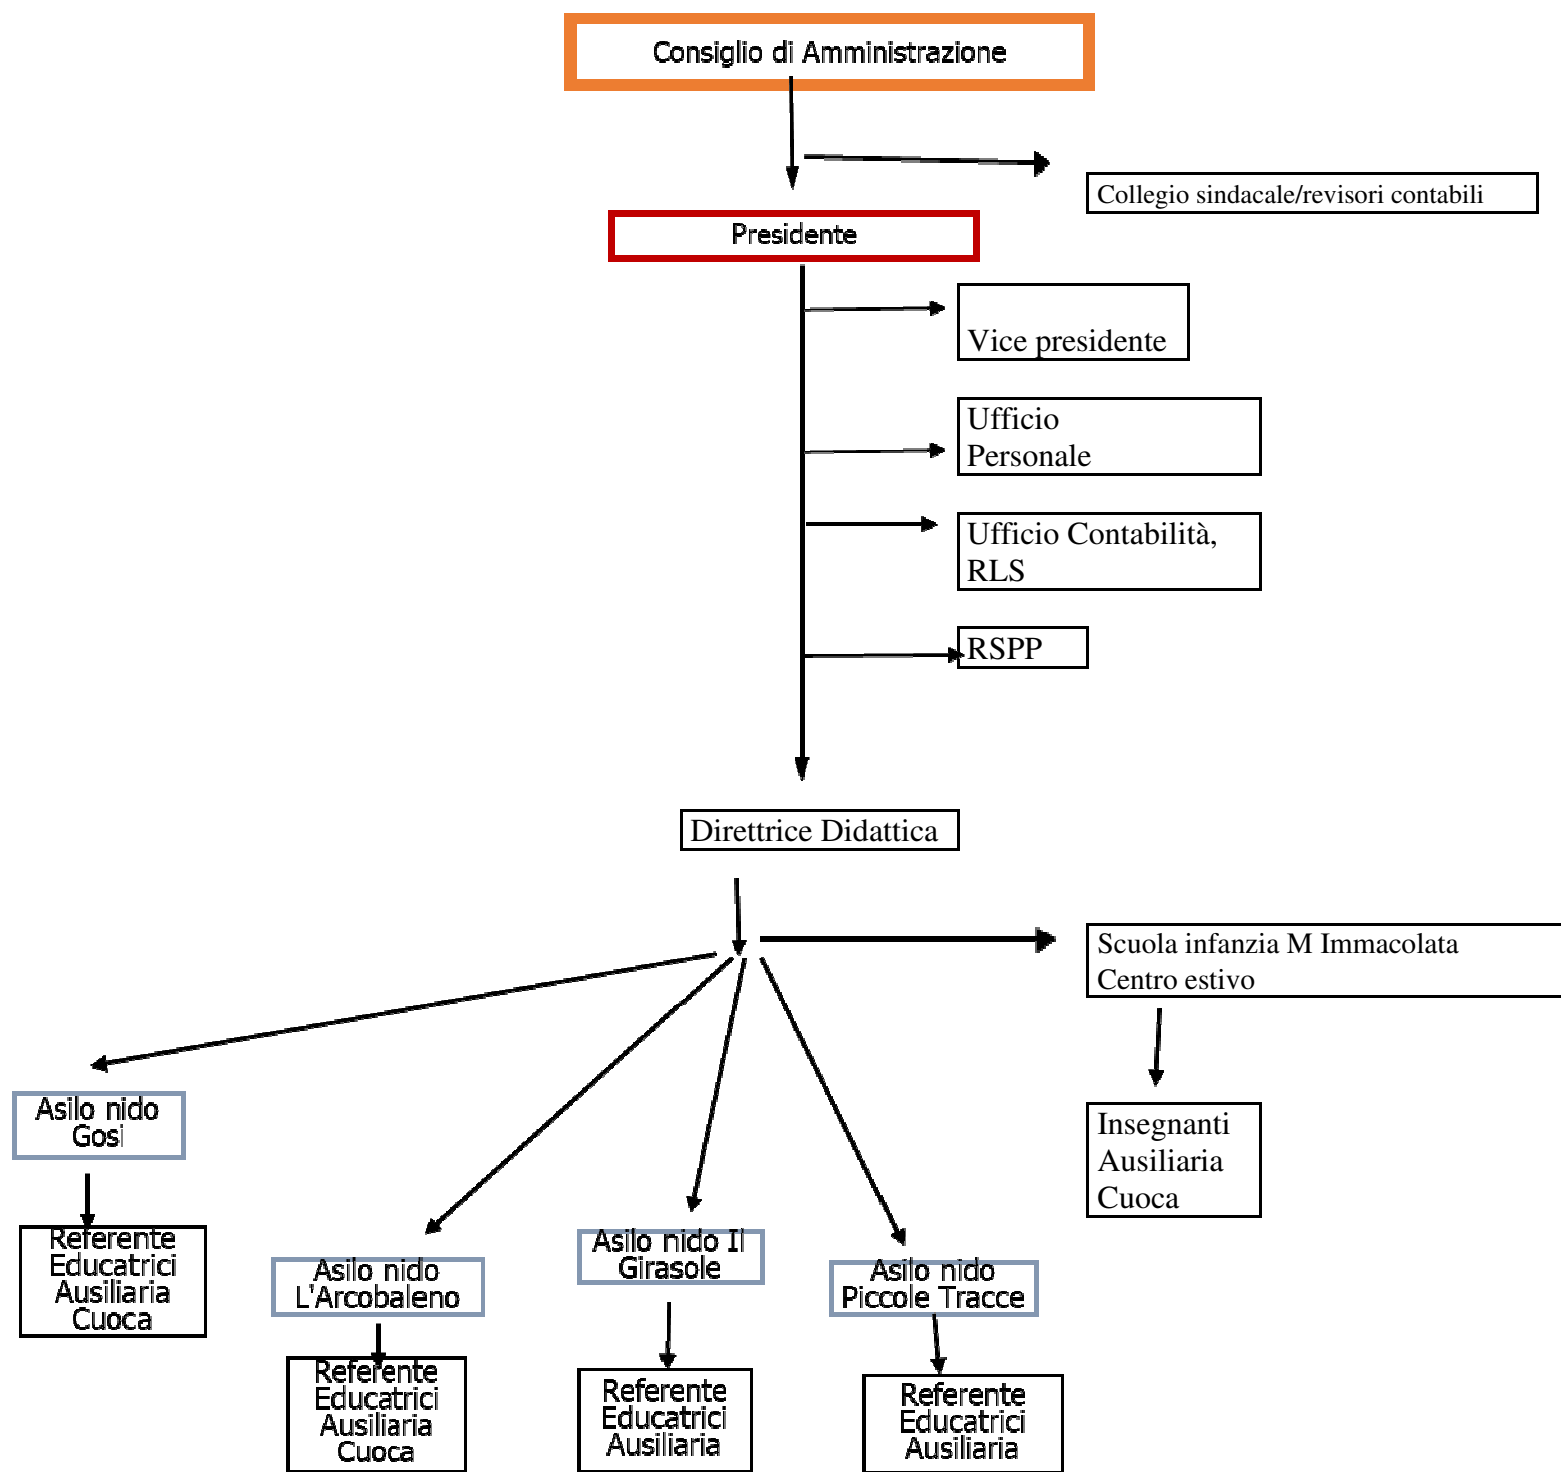 Consiglio di Amministrazione
Collegio sindacale/revisori contabili
Presidente
Vice presidente
Ufficio
Personale
Ufficio Contabilità,
RLS
RSPP
Direttrice Didattica
Scuola infanzia M Immacolata
Centro estivo
Insegnanti
Ausiliaria
Cuoca
Asilo nido
Gosi
Referente
Educatrici
Ausiliaria
Cuoca
Asilo nido
L'Arcobaleno
Referente
Educatrici
Ausiliaria
Cuoca
Asilo nido Il
Girasole
Referente
Educatrici
Ausiliaria
Asilo nido
Piccole Tracce
Referente
Educatrici
Ausiliaria